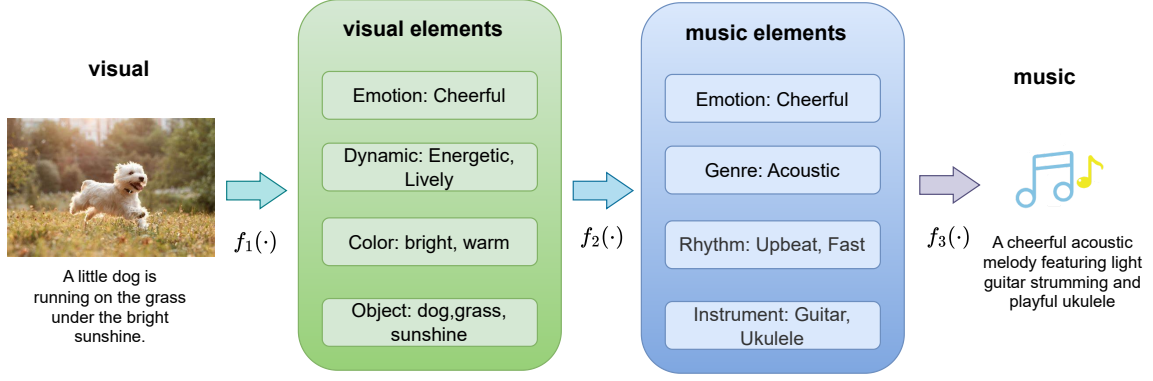 visual
A little dog is
running on the grass
under the bright
sunshine.
f₁(·)
visual elements
Emotion: Cheerful
Dynamic: Energetic,
Lively
Color: bright, warm
Object: dog,grass,
sunshine
f₂(·)
music elements
Emotion: Cheerful
Genre: Acoustic
Rhythm: Upbeat, Fast
Instrument: Guitar,
Ukulele
f₃(·)
music
A cheerful acoustic
melody featuring light
guitar strumming and
playful ukulele